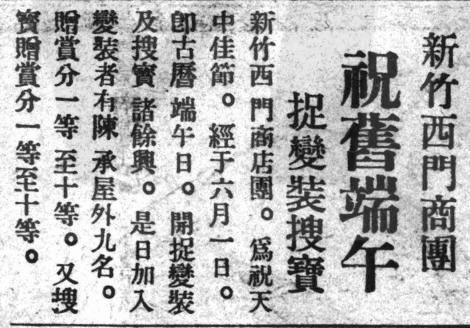 新竹西門商團
祝舊端午
捉變裝搜寶
新竹西門商店團。爲祝天
中佳節。經于六月一日。
卽古曆端午日。開捉變裝
及搜寶諸餘興。是日加入
變裝者有陳承屋外九名。
贈賞分一等至十等。又搜
寶贈賞分一等至十等。